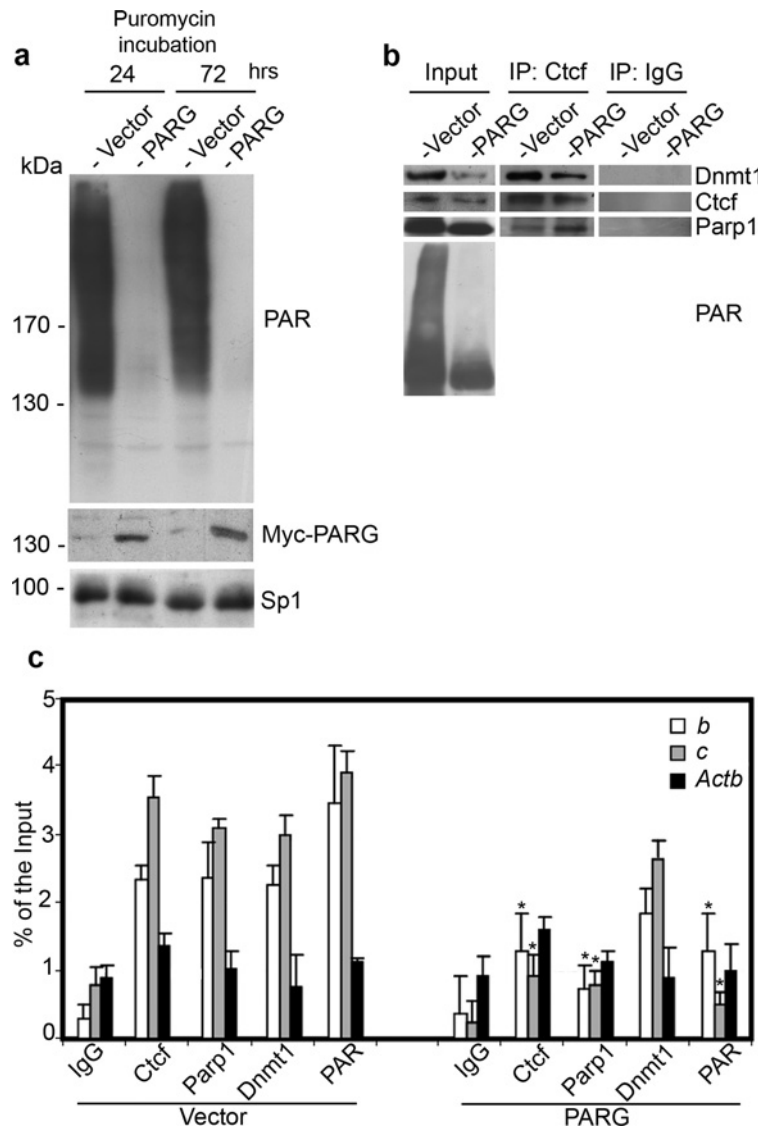 Puromycin
incubation
a
24 72 hrs
- Vector
- PARG
- Vector
- PARG
kDa
170 -
130 -
PAR
130 -
Myc-PARG
100 -
Sp1
b
Input IP: Ctcf IP: IgG
-Vector
-PARG
-Vector
-PARG
-Vector
-PARG
Dnmt1
Ctcf
Parp1
PAR
c
% of the Input
5
4
3
2
1
0
b
c
Actb
* * * * * *
IgG Ctcf Parp1 Dnmt1 PAR IgG Ctcf Parp1 Dnmt1 PAR
Vector PARG